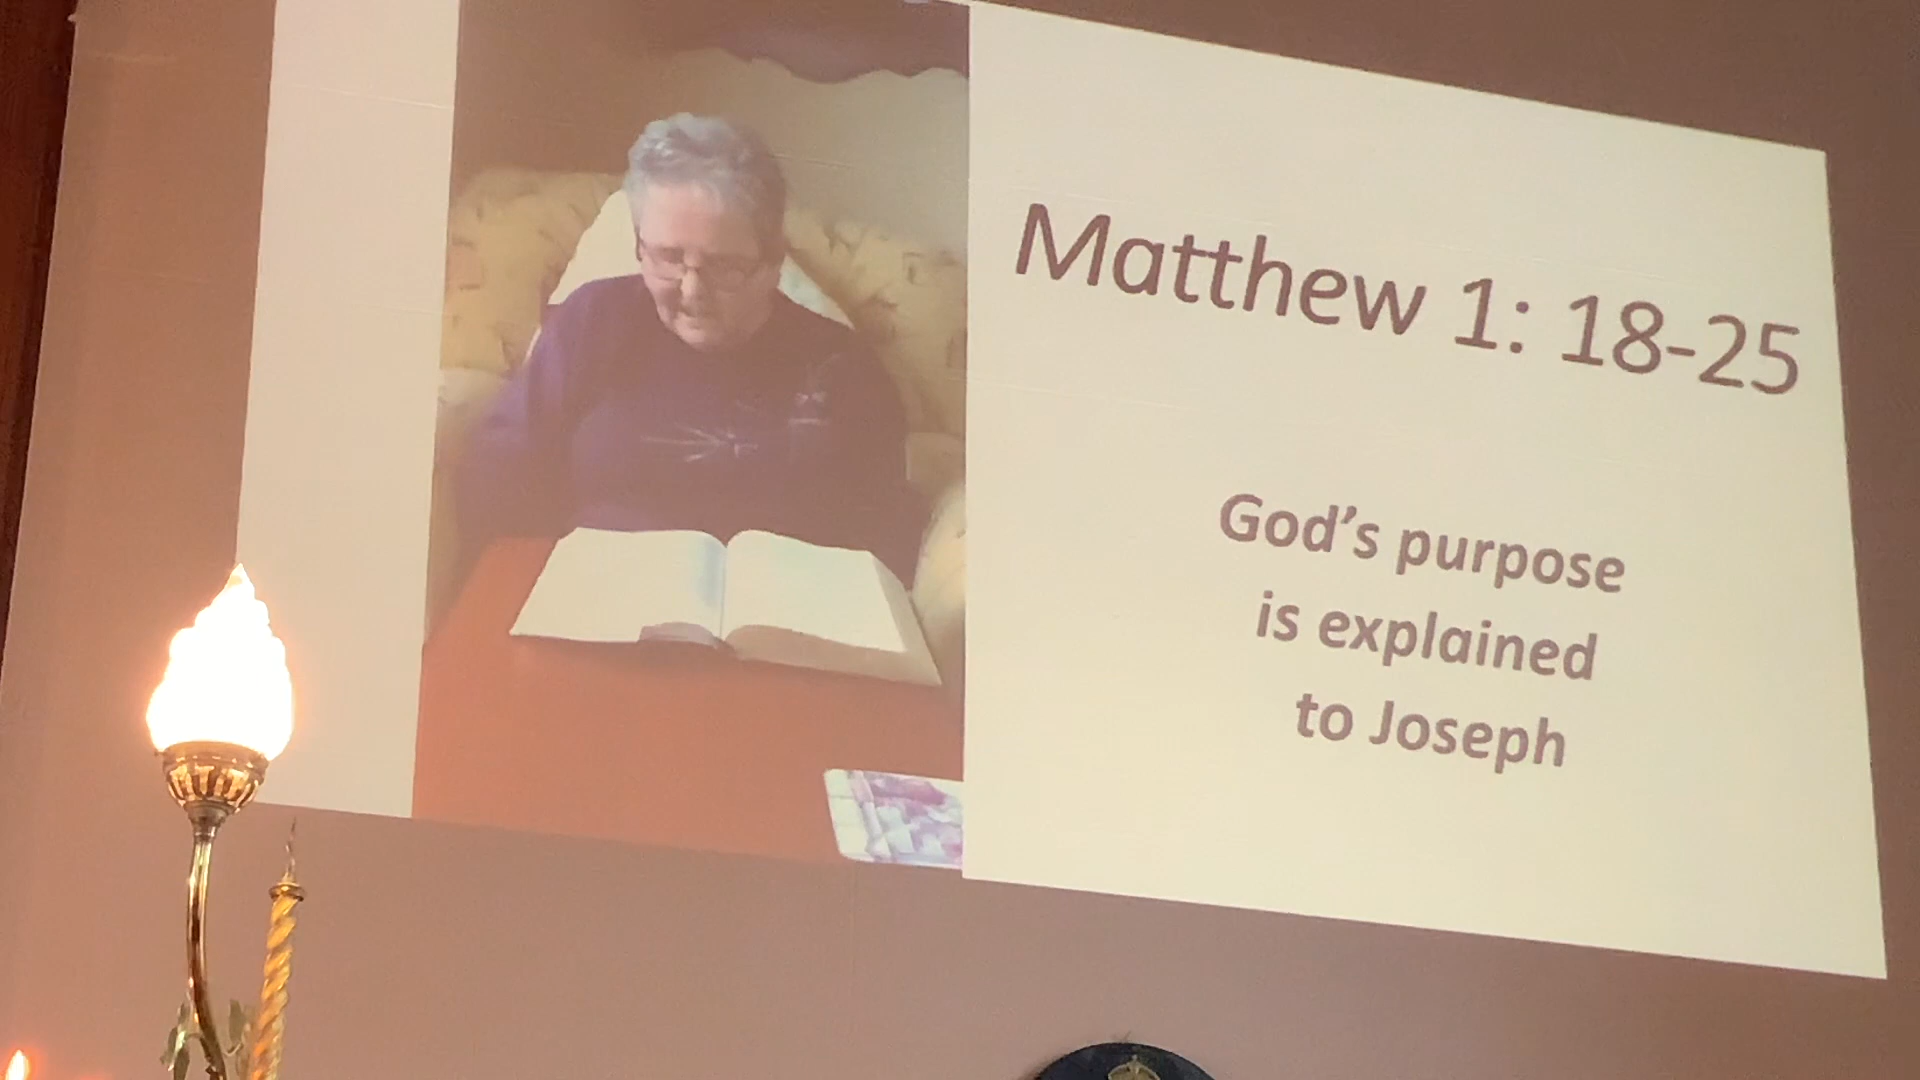 Matthew 1: 18-25
God's purpose
is explained
to Joseph